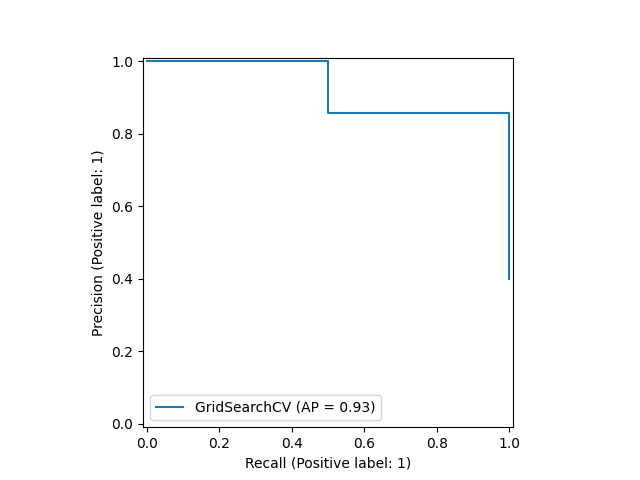 1.0
0.8
0.6
0.4
0.2
0.0
Precision (Positive label: 1)
GridSearchCV (AP = 0.93)
0.0 0.2 0.4 0.6 0.8 1.0
Recall (Positive label: 1)